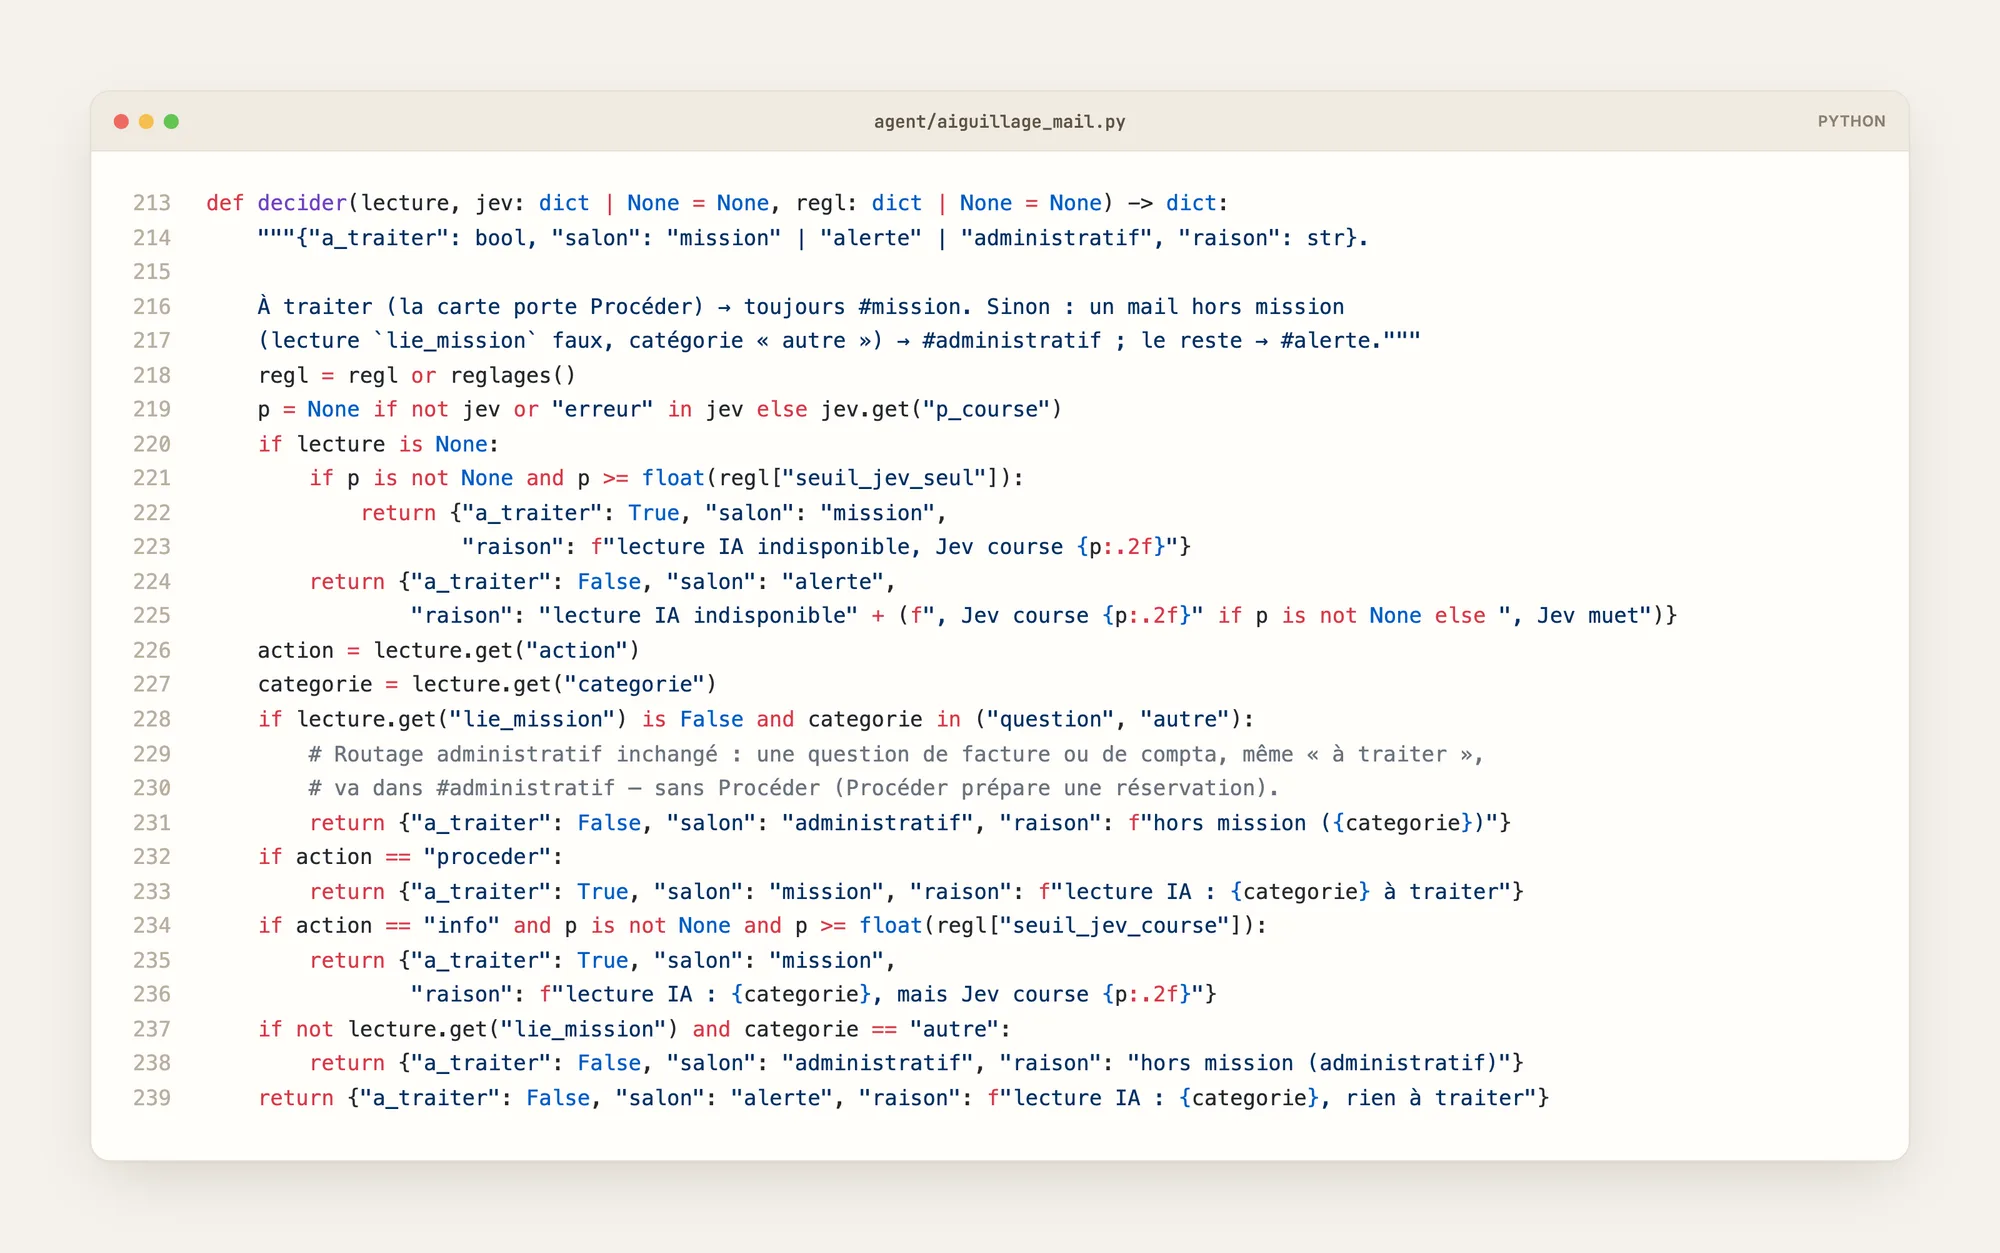 agent/aiguillage_mail.py
PYTHON
213 def decider(lecture, jev: dict | None = None, regl: dict | None = None) -> dict:
214     """{"a_traiter": bool, "salon": "mission" | "alerte" | "administratif", "raison": str}.
215
216     À traiter (la carte porte Procéder) → toujours #mission. Sinon : un mail hors mission
217     (lecture `lie_mission` faux, catégorie « autre ») → #administratif ; le reste → #alerte."""
218     regl = regl or reglages()
219     p = None if not jev or "erreur" in jev else jev.get("p_course")
220     if lecture is None:
221         if p is not None and p >= float(regl["seuil_jev_seul"]):
222             return {"a_traiter": True, "salon": "mission",
223                     "raison": f"lecture IA indisponible, Jev course {p:.2f}"}
224         return {"a_traiter": False, "salon": "alerte",
225                 "raison": "lecture IA indisponible" + (f", Jev course {p:.2f}" if p is not None else ", Jev muet")}
226     action = lecture.get("action")
227     categorie = lecture.get("categorie")
228     if lecture.get("lie_mission") is False and categorie in ("question", "autre"):
229         # Routage administratif inchangé : une question de facture ou de compta, même « à traiter »,
230         # va dans #administratif — sans Procéder (Procéder prépare une réservation).
231         return {"a_traiter": False, "salon": "administratif", "raison": f"hors mission ({categorie})"}
232     if action == "proceder":
233         return {"a_traiter": True, "salon": "mission", "raison": f"lecture IA : {categorie} à traiter"}
234     if action == "info" and p is not None and p >= float(regl["seuil_jev_course"]):
235         return {"a_traiter": True, "salon": "mission",
236                 "raison": f"lecture IA : {categorie}, mais Jev course {p:.2f}"}
237     if not lecture.get("lie_mission") and categorie == "autre":
238         return {"a_traiter": False, "salon": "administratif", "raison": "hors mission (administratif)"}
239     return {"a_traiter": False, "salon": "alerte", "raison": f"lecture IA : {categorie}, rien à traiter"}